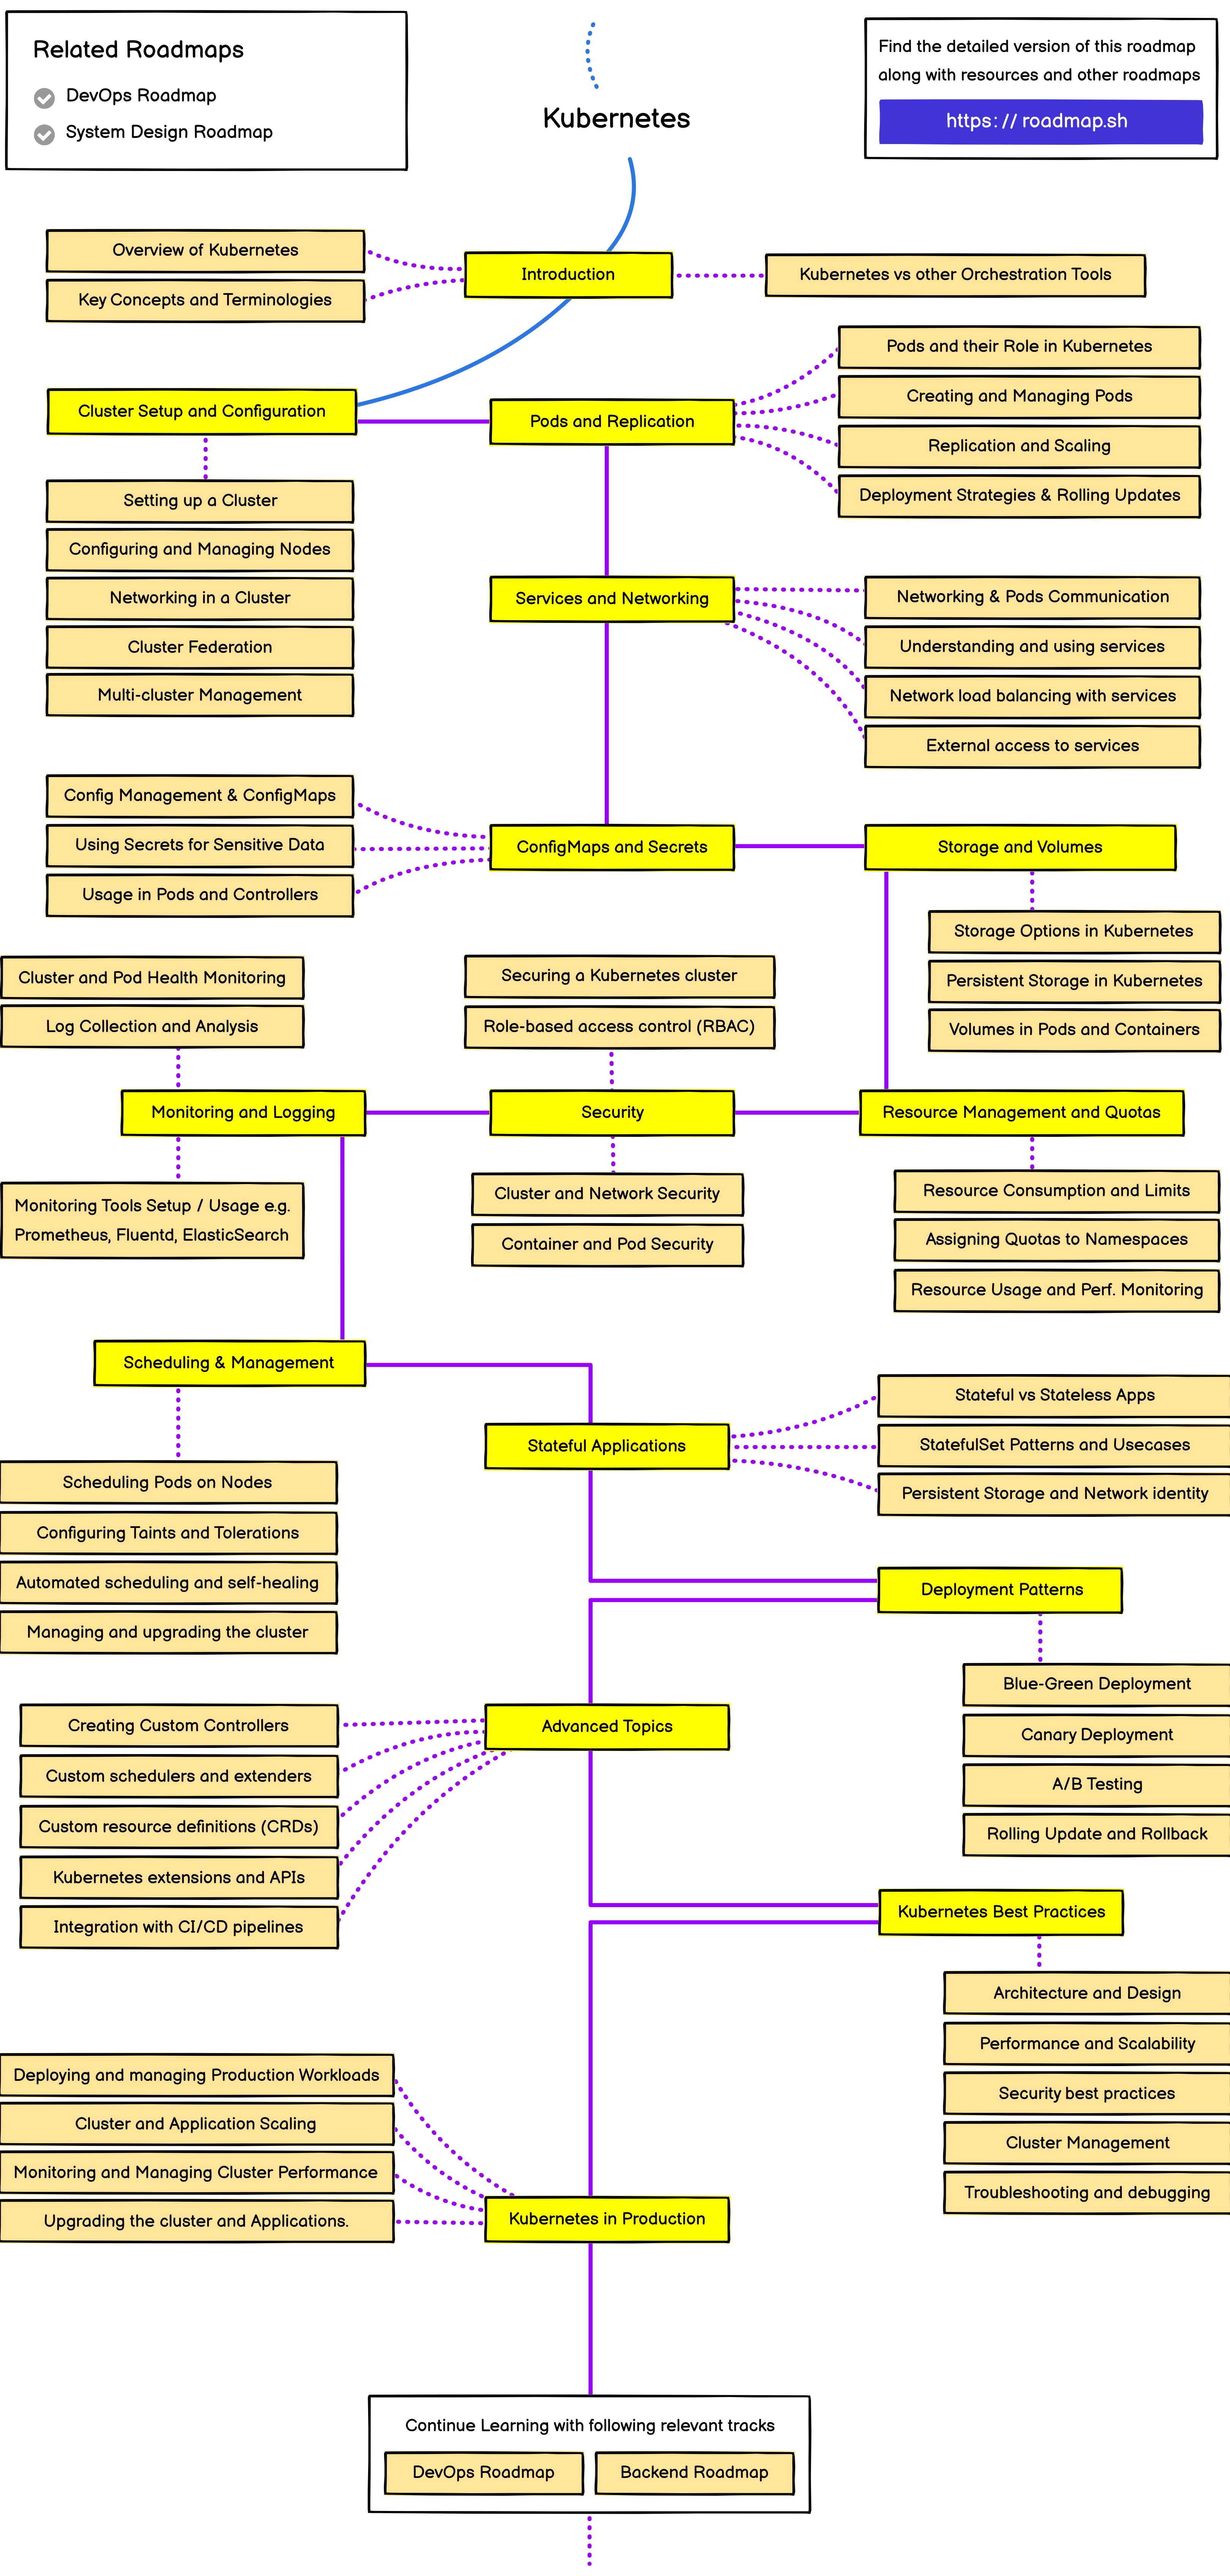 Related Roadmaps
DevOps Roadmap
System Design Roadmap
Kubernetes
Find the detailed version of this roadmap
along with resources and other roadmaps
https://roadmap.sh
Overview of Kubernetes
Key Concepts and Terminologies
Introduction
Kubernetes vs other Orchestration Tools
Cluster Setup and Configuration
Setting up a Cluster
Configuring and Managing Nodes
Networking in a Cluster
Cluster Federation
Multi-cluster Management
Pods and Replication
Pods and their Role in Kubernetes
Creating and Managing Pods
Replication and Scaling
Deployment Strategies & Rolling Updates
Services and Networking
Networking & Pods Communication
Understanding and using services
Network load balancing with services
External access to services
Config Management & ConfigMaps
Using Secrets for Sensitive Data
Usage in Pods and Controllers
ConfigMaps and Secrets
Storage and Volumes
Storage Options in Kubernetes
Persistent Storage in Kubernetes
Volumes in Pods and Containers
Cluster and Pod Health Monitoring
Log Collection and Analysis
Monitoring and Logging
Monitoring Tools Setup / Usage e.g.
Prometheus, Fluentd, ElasticSearch
Securing a Kubernetes cluster
Role-based access control (RBAC)
Security
Cluster and Network Security
Container and Pod Security
Resource Management and Quotas
Resource Consumption and Limits
Assigning Quotas to Namespaces
Resource Usage and Perf. Monitoring
Scheduling & Management
Scheduling Pods on Nodes
Configuring Taints and Tolerations
Automated scheduling and self-healing
Managing and upgrading the cluster
Stateful Applications
Stateful vs Stateless Apps
StatefulSet Patterns and Usecases
Persistent Storage and Network identity
Deployment Patterns
Blue-Green Deployment
Canary Deployment
A/B Testing
Rolling Update and Rollback
Creating Custom Controllers
Custom schedulers and extenders
Custom resource definitions (CRDs)
Kubernetes extensions and APIs
Integration with CI/CD pipelines
Advanced Topics
Kubernetes Best Practices
Architecture and Design
Performance and Scalability
Security best practices
Cluster Management
Troubleshooting and debugging
Deploying and managing Production Workloads
Cluster and Application Scaling
Monitoring and Managing Cluster Performance
Upgrading the cluster and Applications.
Kubernetes in Production
Continue Learning with following relevant tracks
DevOps Roadmap
Backend Roadmap